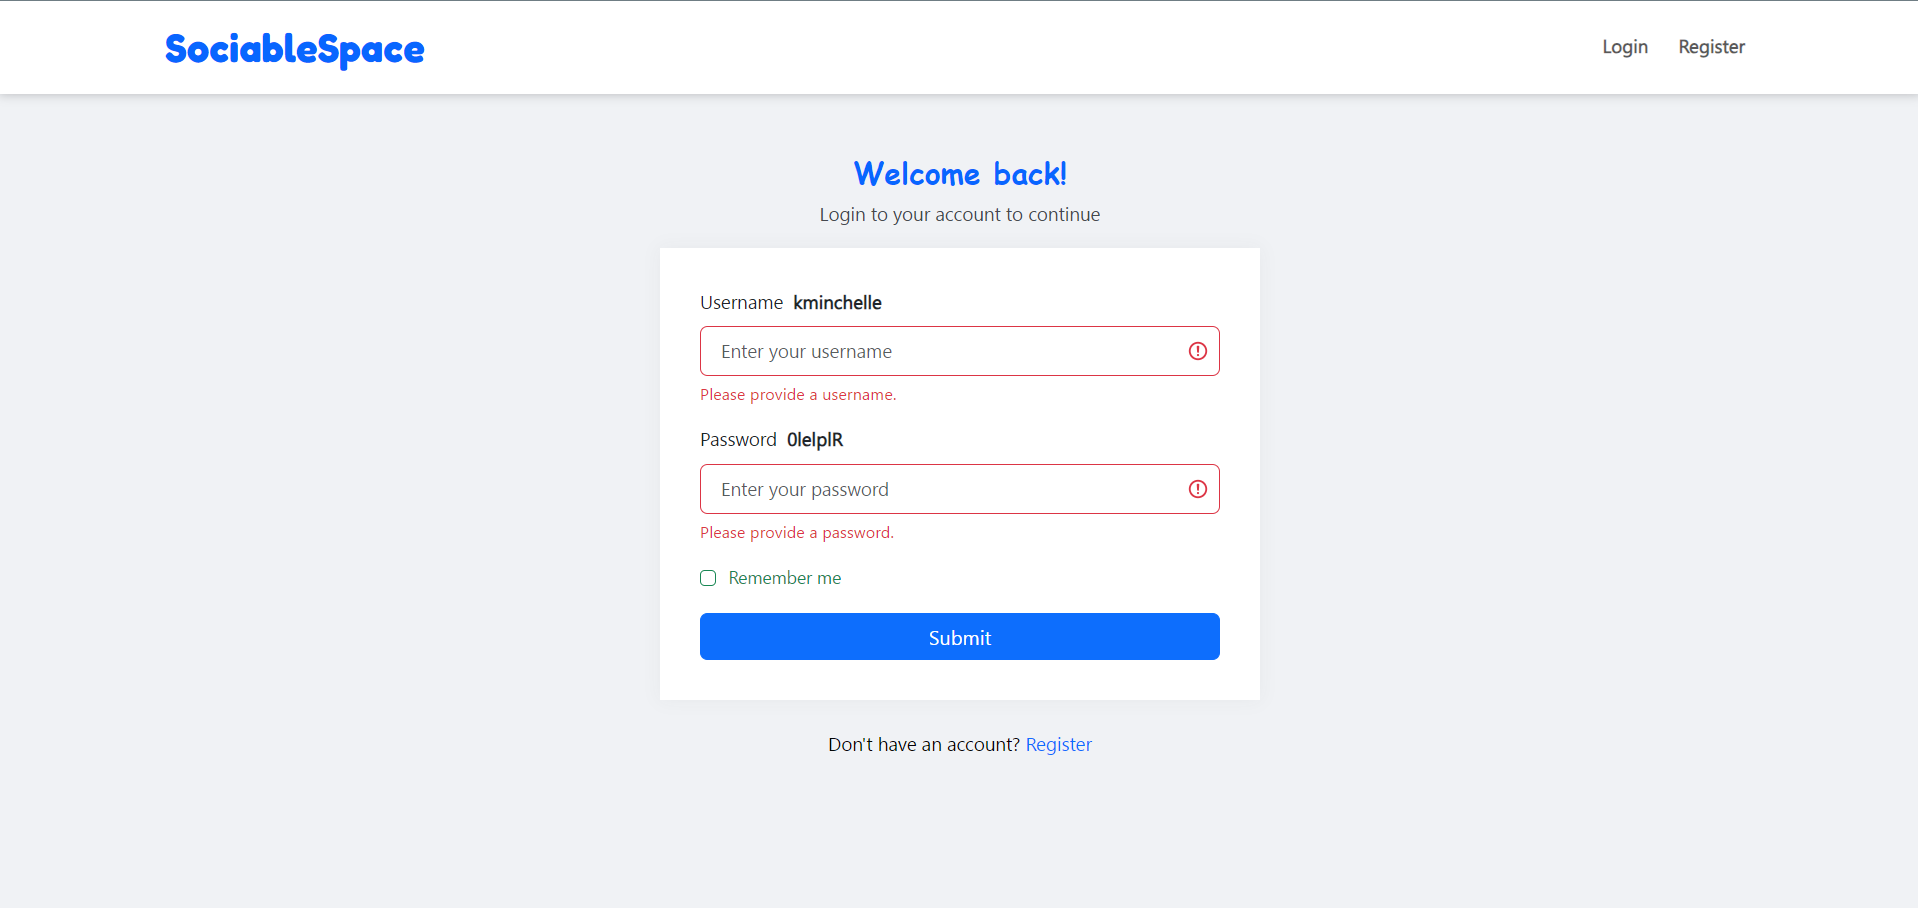 SociableSpace
Login Register
Welcome back!
Login to your account to continue
Username kminchelle
Enter your username
Please provide a username.
Password 0lelplR
Enter your password
Please provide a password.
Remember me
Submit
Don't have an account? Register